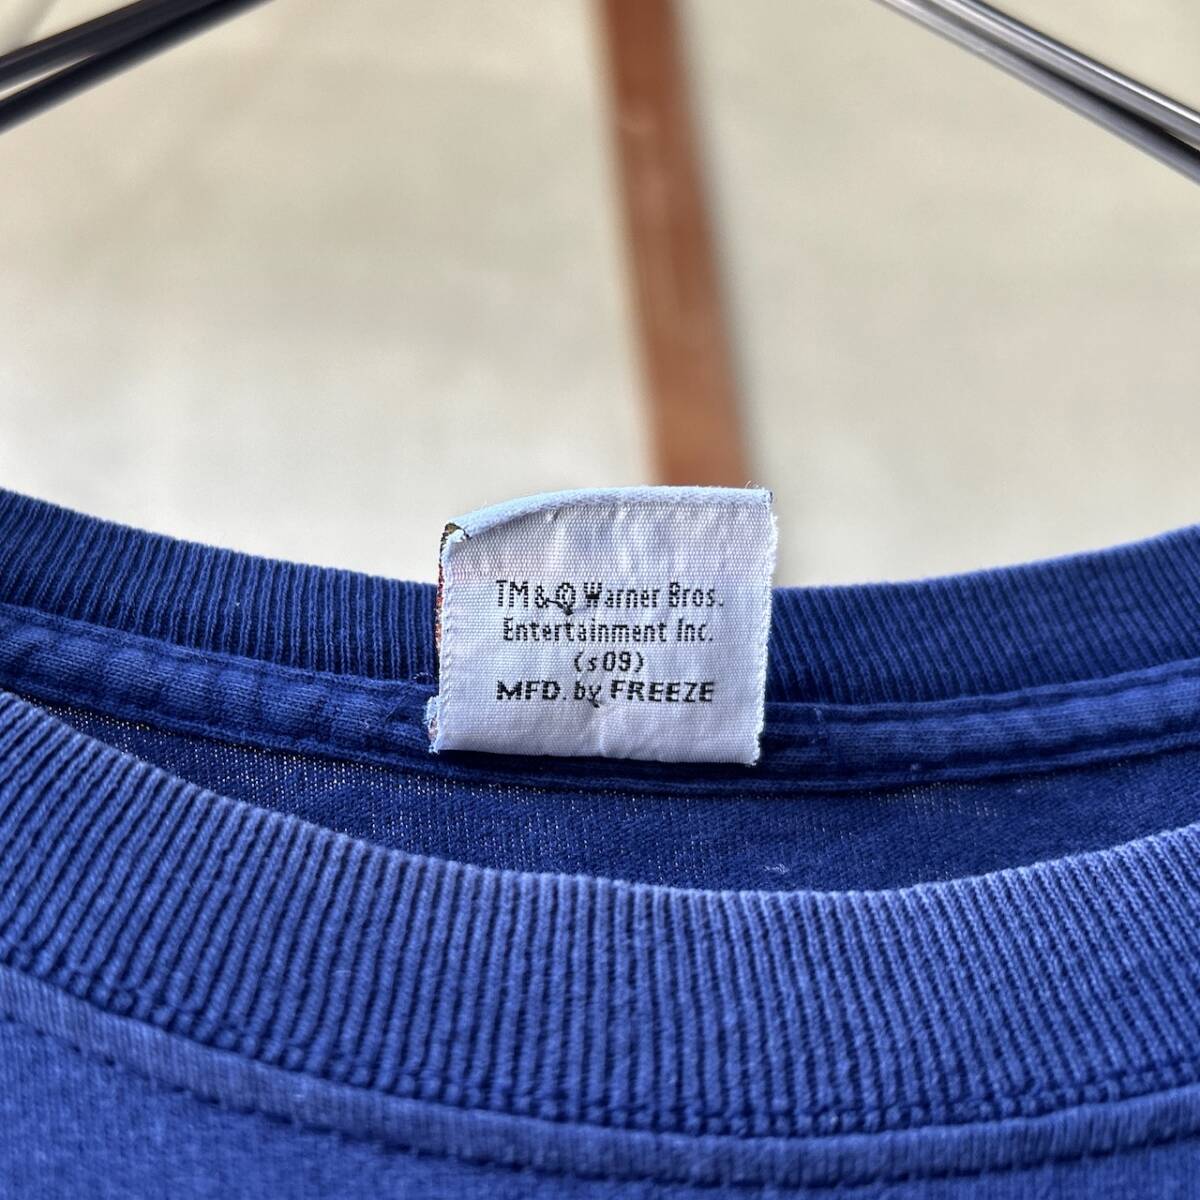 TM & © Warner Bros.
Entertainment Inc.
(s09)
MFD. by FREEZE